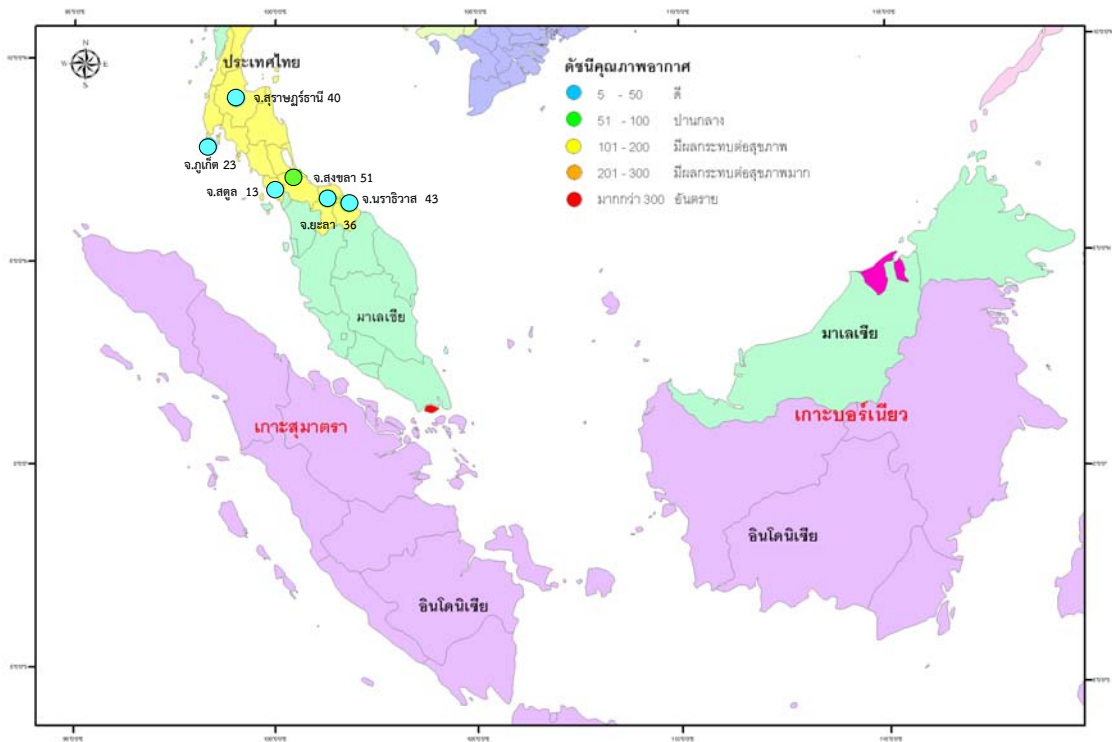 N
W
E
S
ประเทศไทย
จ.สุราษฎร์ธานี 40
จ.ภูเก็ต 23
จ.สงขลา 51
จ.สตูล 13
จ.นราธิวาส 43
จ.ยะลา 36
ดัชนีคุณภาพอากาศ
5 - 50 ดี
51 - 100 ปานกลาง
101 - 200 มีผลกระทบต่อสุขภาพ
201 - 300 มีผลกระทบต่อสุขภาพมาก
มากกว่า 300 อันตราย
มาเลเซีย
มาเลเซีย
เกาะสุมาตรา
เกาะบอร์เนียว
อินโดนิเซีย
อินโดนิเซีย